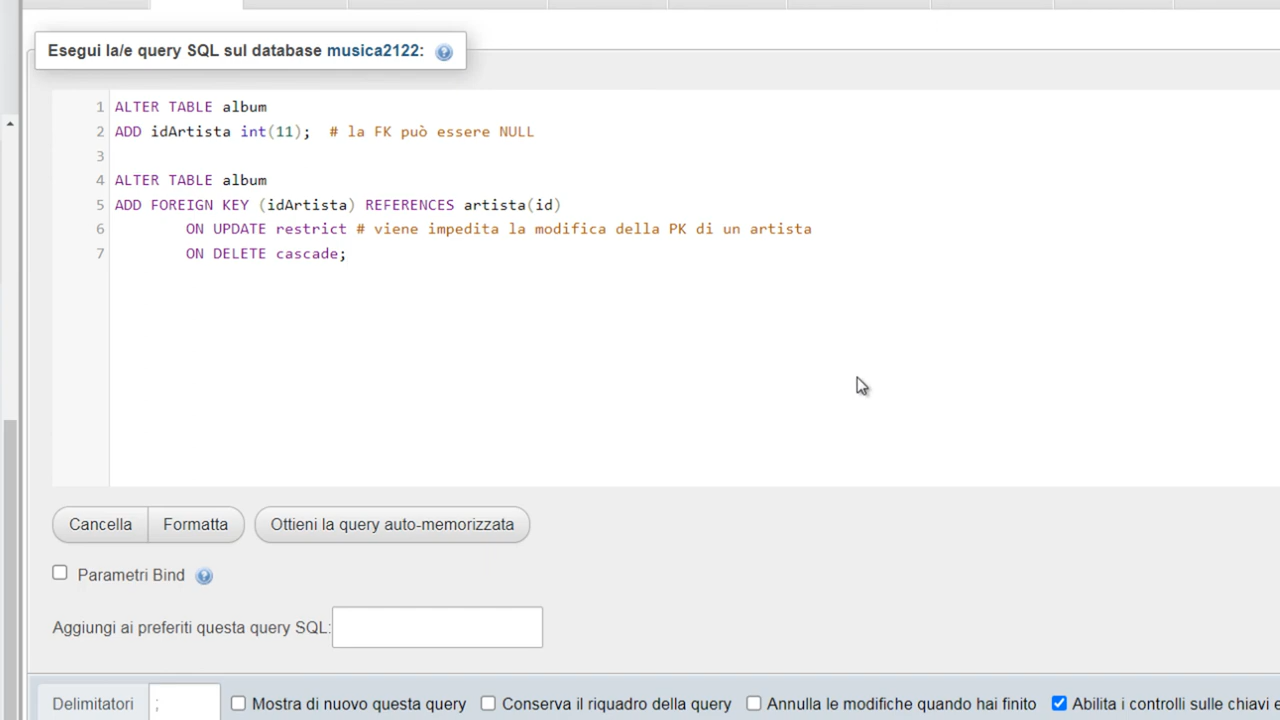 Esegui la/e query SQL sul database musica2122:
1 ALTER TABLE album
2 ADD idArtista int(11); # la FK può essere NULL
3
4 ALTER TABLE album
5 ADD FOREIGN KEY (idArtista) REFERENCES artista(id)
6 ON UPDATE restrict # viene impedita la modifica della PK di un artista
7 ON DELETE cascade;
Cancella Formatta Ottieni la query auto-memorizzata
Parametri Bind
Aggiungi ai preferiti questa query SQL:
Delimitatori ; Mostra di nuovo questa query Conserva il riquadro della query Annulla le modifiche quando hai finito Abilita i controlli sulle chiavi e